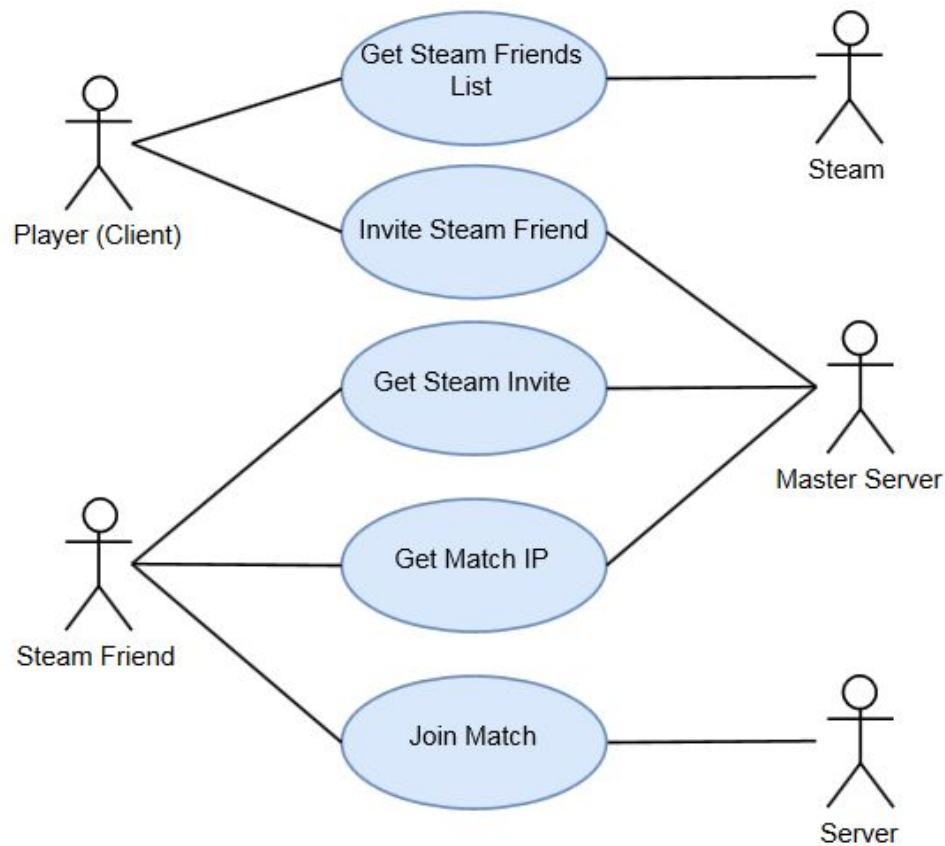 Get Steam Friends
List
Steam
Player (Client)
Invite Steam Friend
Get Steam Invite
Master Server
Get Match IP
Steam Friend
Join Match
Server